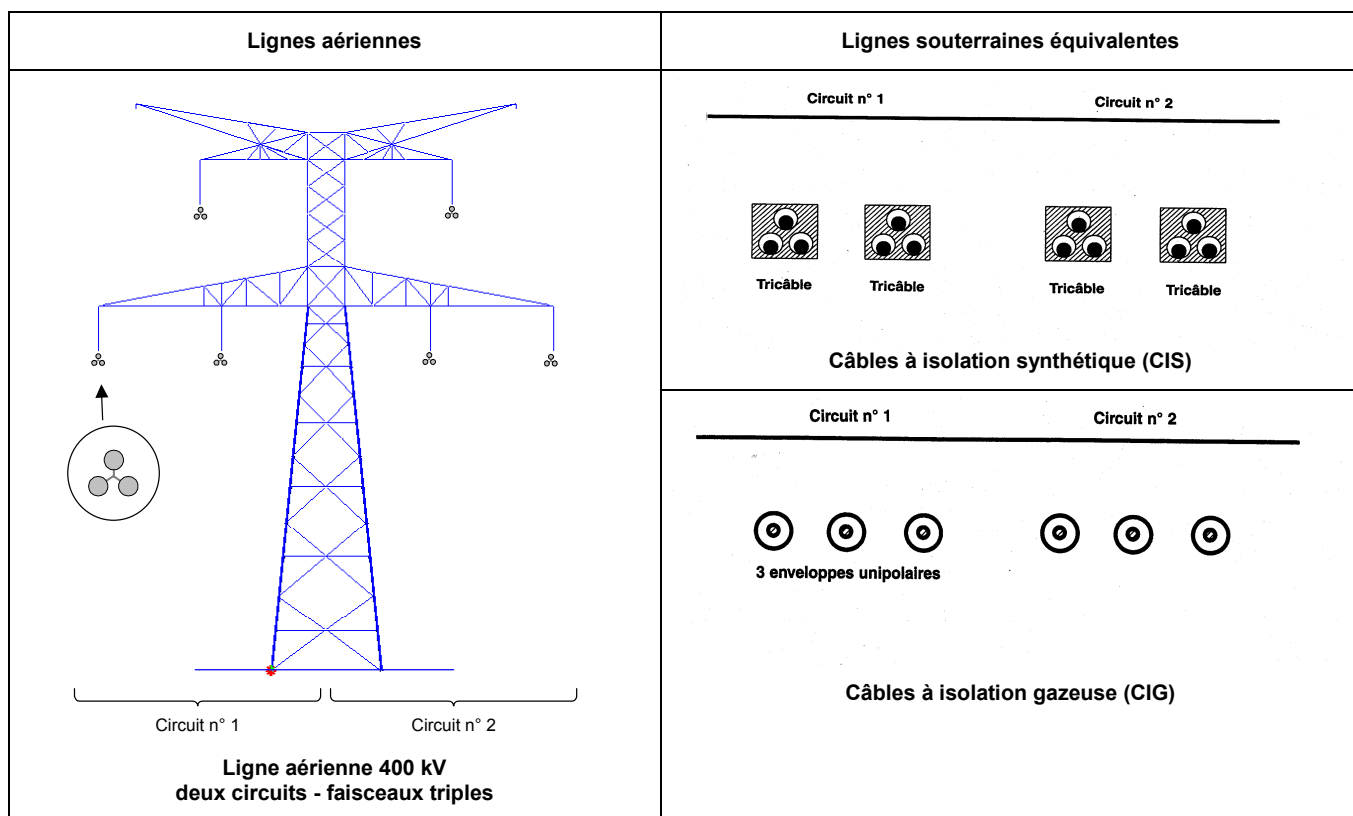 Lignes aériennes
Lignes souterraines équivalentes
Circuit n° 1
Circuit n° 2
Ligne aérienne 400 kV
deux circuits - faisceaux triples
Circuit n° 1
Circuit n° 2
Tricâble
Tricâble
Tricâble
Tricâble
Câbles à isolation synthétique (CIS)
Circuit n° 1
Circuit n° 2
3 enveloppes unipolaires
Câbles à isolation gazeuse (CIG)